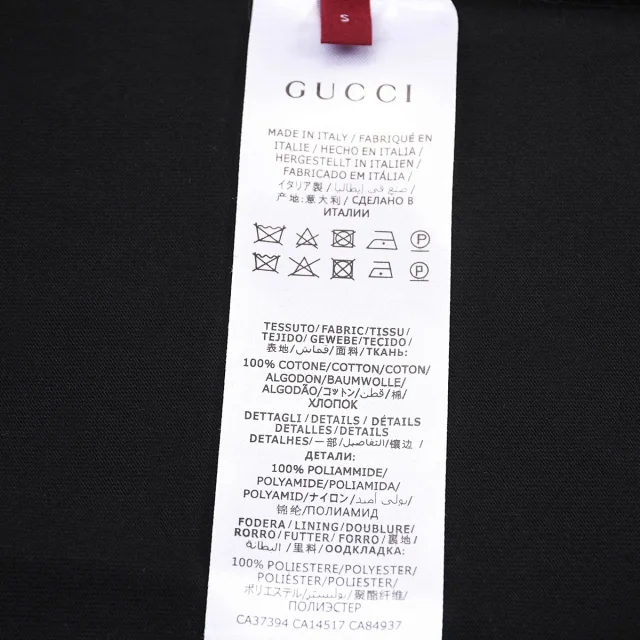 S
GUCCI
MADE IN ITALY / FABRIQUÉ EN
ITALIE / HECHO EN ITALIA /
HERGESTELLT IN ITALIEN /
FABRICADO EM ITÁLIA /
イタリア製 / صنع في إيطاليا /
产地:意大利 / СДЕЛАНО В
ИТАЛИИ
P
P
TESSUTO/FABRIC/TISSU/
TEJIDO/GEWEBE/TECIDO/
表地/قماش/面料/ТКАНЬ:
100% COTONE/COTTON/COTON/
ALGODON/BAUMWOLLE/
ALGODÃO/コットン/قطن/棉/
ХЛОПОК
DETTAGLI/DETAILS/DÉTAILS
DETALLES/DETAILS
DETALHES/一部/التفاصيل/镶边/
ДЕТАЛИ:
100% POLIAMMIDE/
POLYAMIDE/POLIAMIDA/
POLYAMID/ナイロン/بولي أميد/
锦纶/ПОЛИАМИД
FODERA/LINING/DOUBLURE/
FORRO/FUTTER/FORRO/裏地/
البطانة/里料/ООДКЛАДКА:
100% POLIESTERE/POLYESTER/
POLIÉSTER/POLIESTER/
ポリエステル/بوليستر/聚酯纤维/
ПОЛИЭСТЕР
CA37394 CA14517 CA84937